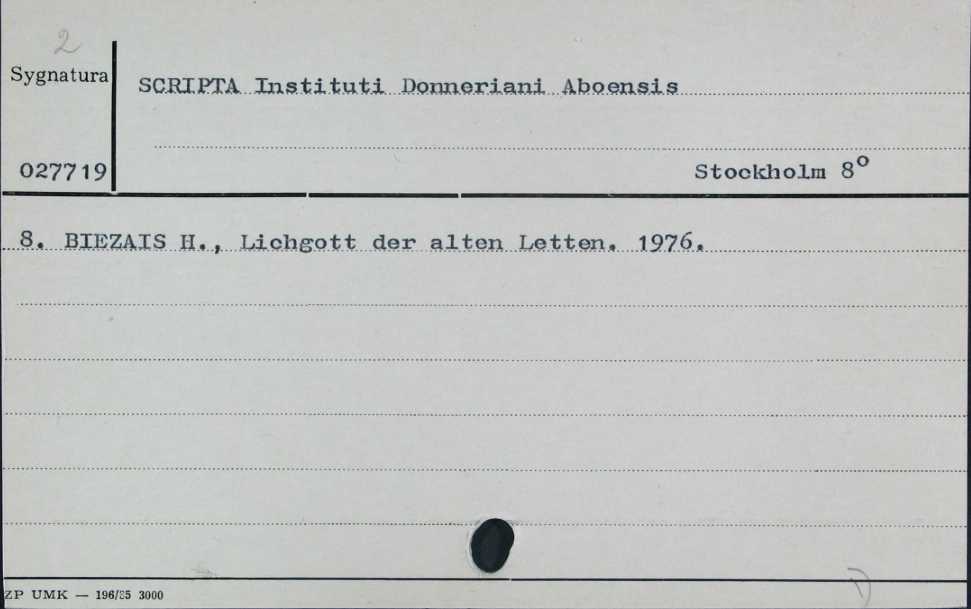 2
Sygnatura
SCRIPTA Instituti Donneriani Aboensis
027719
Stockholm 8º
8. BIEZAIS H., Lichgott der alten Letten. 1976.
ZP UMK — 196/85 3000